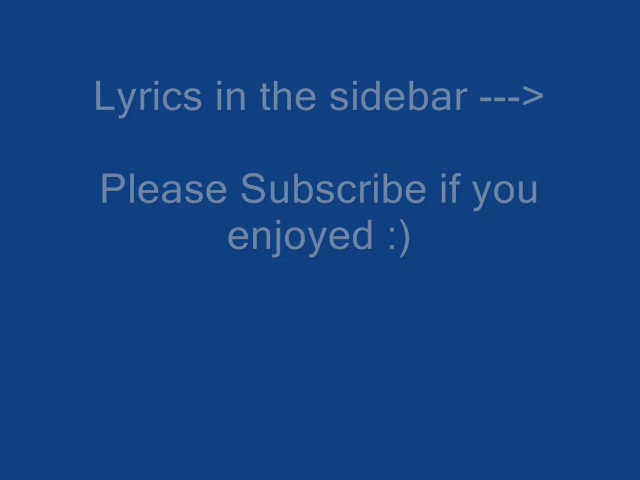 Lyrics in the sidebar --->
Please Subscribe if you
enjoyed :)